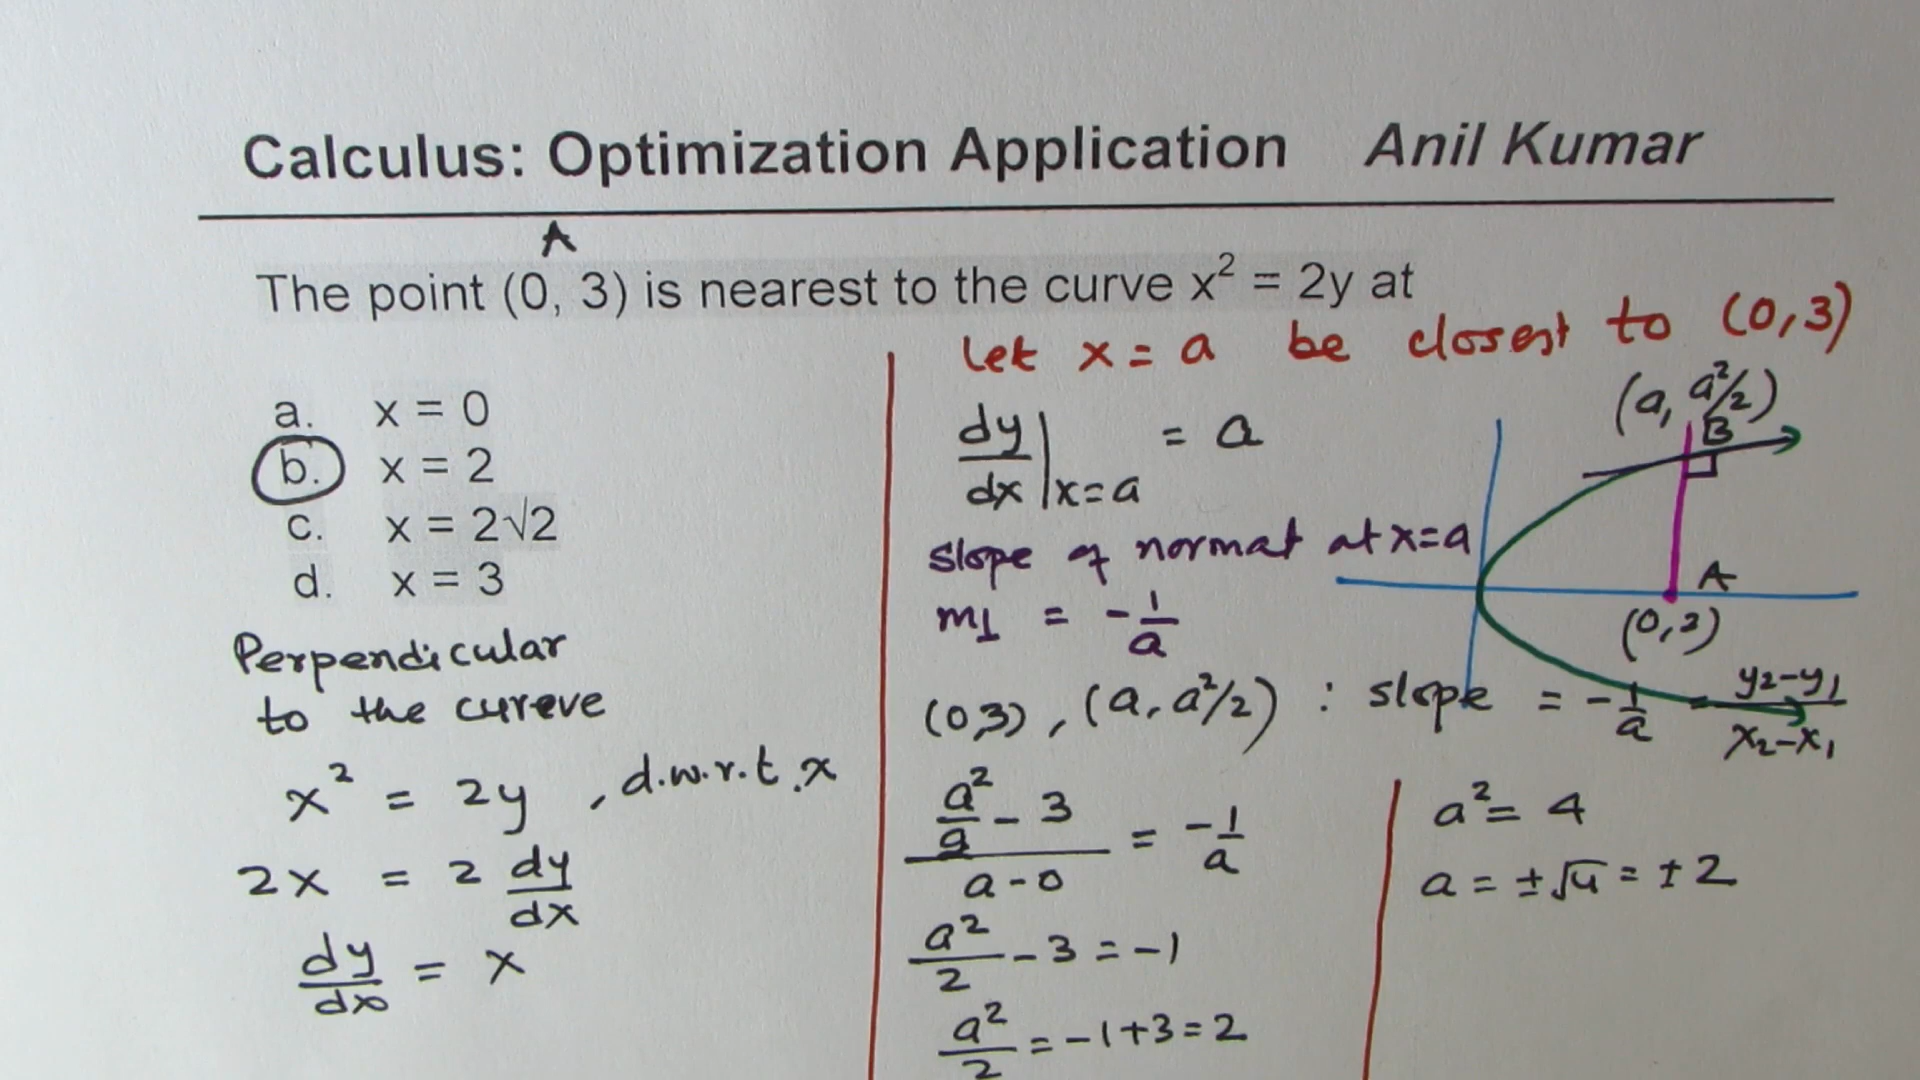 Calculus: Optimization Application Anil Kumar
A
The point (0, 3) is nearest to the curve x² = 2y at
a. x = 0
b. x = 2
c. x = 2√2
d. x = 3
Perpendicular
to the cureve
x² = 2y , d.w.r.t.x
2x = 2 dy/dx
dy/dx = x
Let x = a be closest to (0,3)
dy/dx |x=a = a
slope of normal at x=a
m⊥ = -1/a
(0,3), (a, a²/2) : slope = -1/a = y₂-y₁/x₂-x₁
(a²/a - 3)/(a-0) = -1/a
a²/2 - 3 = -1
a²/2 = -1+3 = 2
(a, a²/2)
B
A
(0,3)
a² = 4
a = ±√4 = ±2